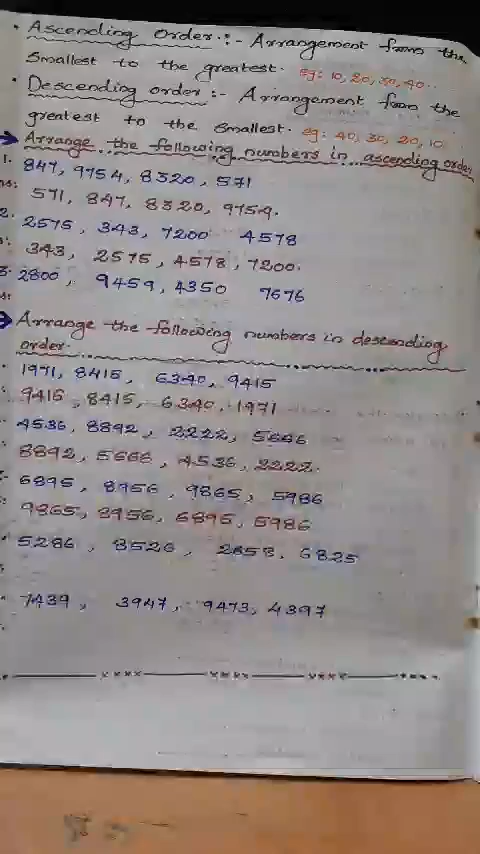 • Ascending Order :- Arrangement from the
Smallest to the greatest. eg: 10, 20, 30, 40..
• Descending order :- Arrangement from the
greatest to the smallest. eg: 40, 30, 20, 10.
→ Arrange the following numbers in ascending order
1. 847, 9754, 8320, 571
ns: 571, 847, 8320, 9754.
2. 2575, 343, 7200 4578
: 343, 2575, 4578, 7200.
3. 2800, 9459, 4350 7676
s:
→ Arrange the following numbers in descending
order.
. 1971, 8415, 6340, 9415
: 9415, 8415, 6340, 1971
. 4536, 8892, 2222, 5666
: 8892, 5666, 4536, 2222.
. 6895, 8956, 9865, 5986
: 9865, 8956, 6895, 5986
. 5286, 8526, 2858, 6825
. 7439, 3947, 9473, 4397